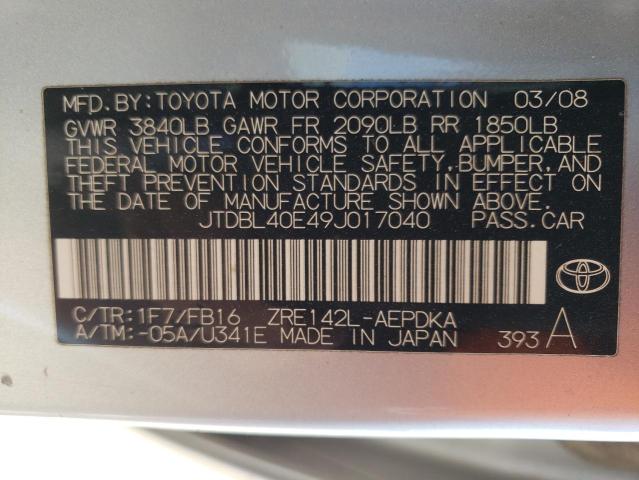 MFD. BY: TOYOTA MOTOR CORPORATION 03/08
GVWR 3840LB GAWR FR 2090LB RR 1850LB
THIS VEHICLE CONFORMS TO ALL APPLICABLE
FEDERAL MOTOR VEHICLE SAFETY, BUMPER, AND
THEFT PREVENTION STANDARDS IN EFFECT ON
THE DATE OF MANUFACTURE SHOWN ABOVE.
JTDBL40E49J017040 PASS. CAR
C/TR: 1F7/FB16 ZRE142L-AEPDKA
A/TM: -05A/U341E MADE IN JAPAN 393 A